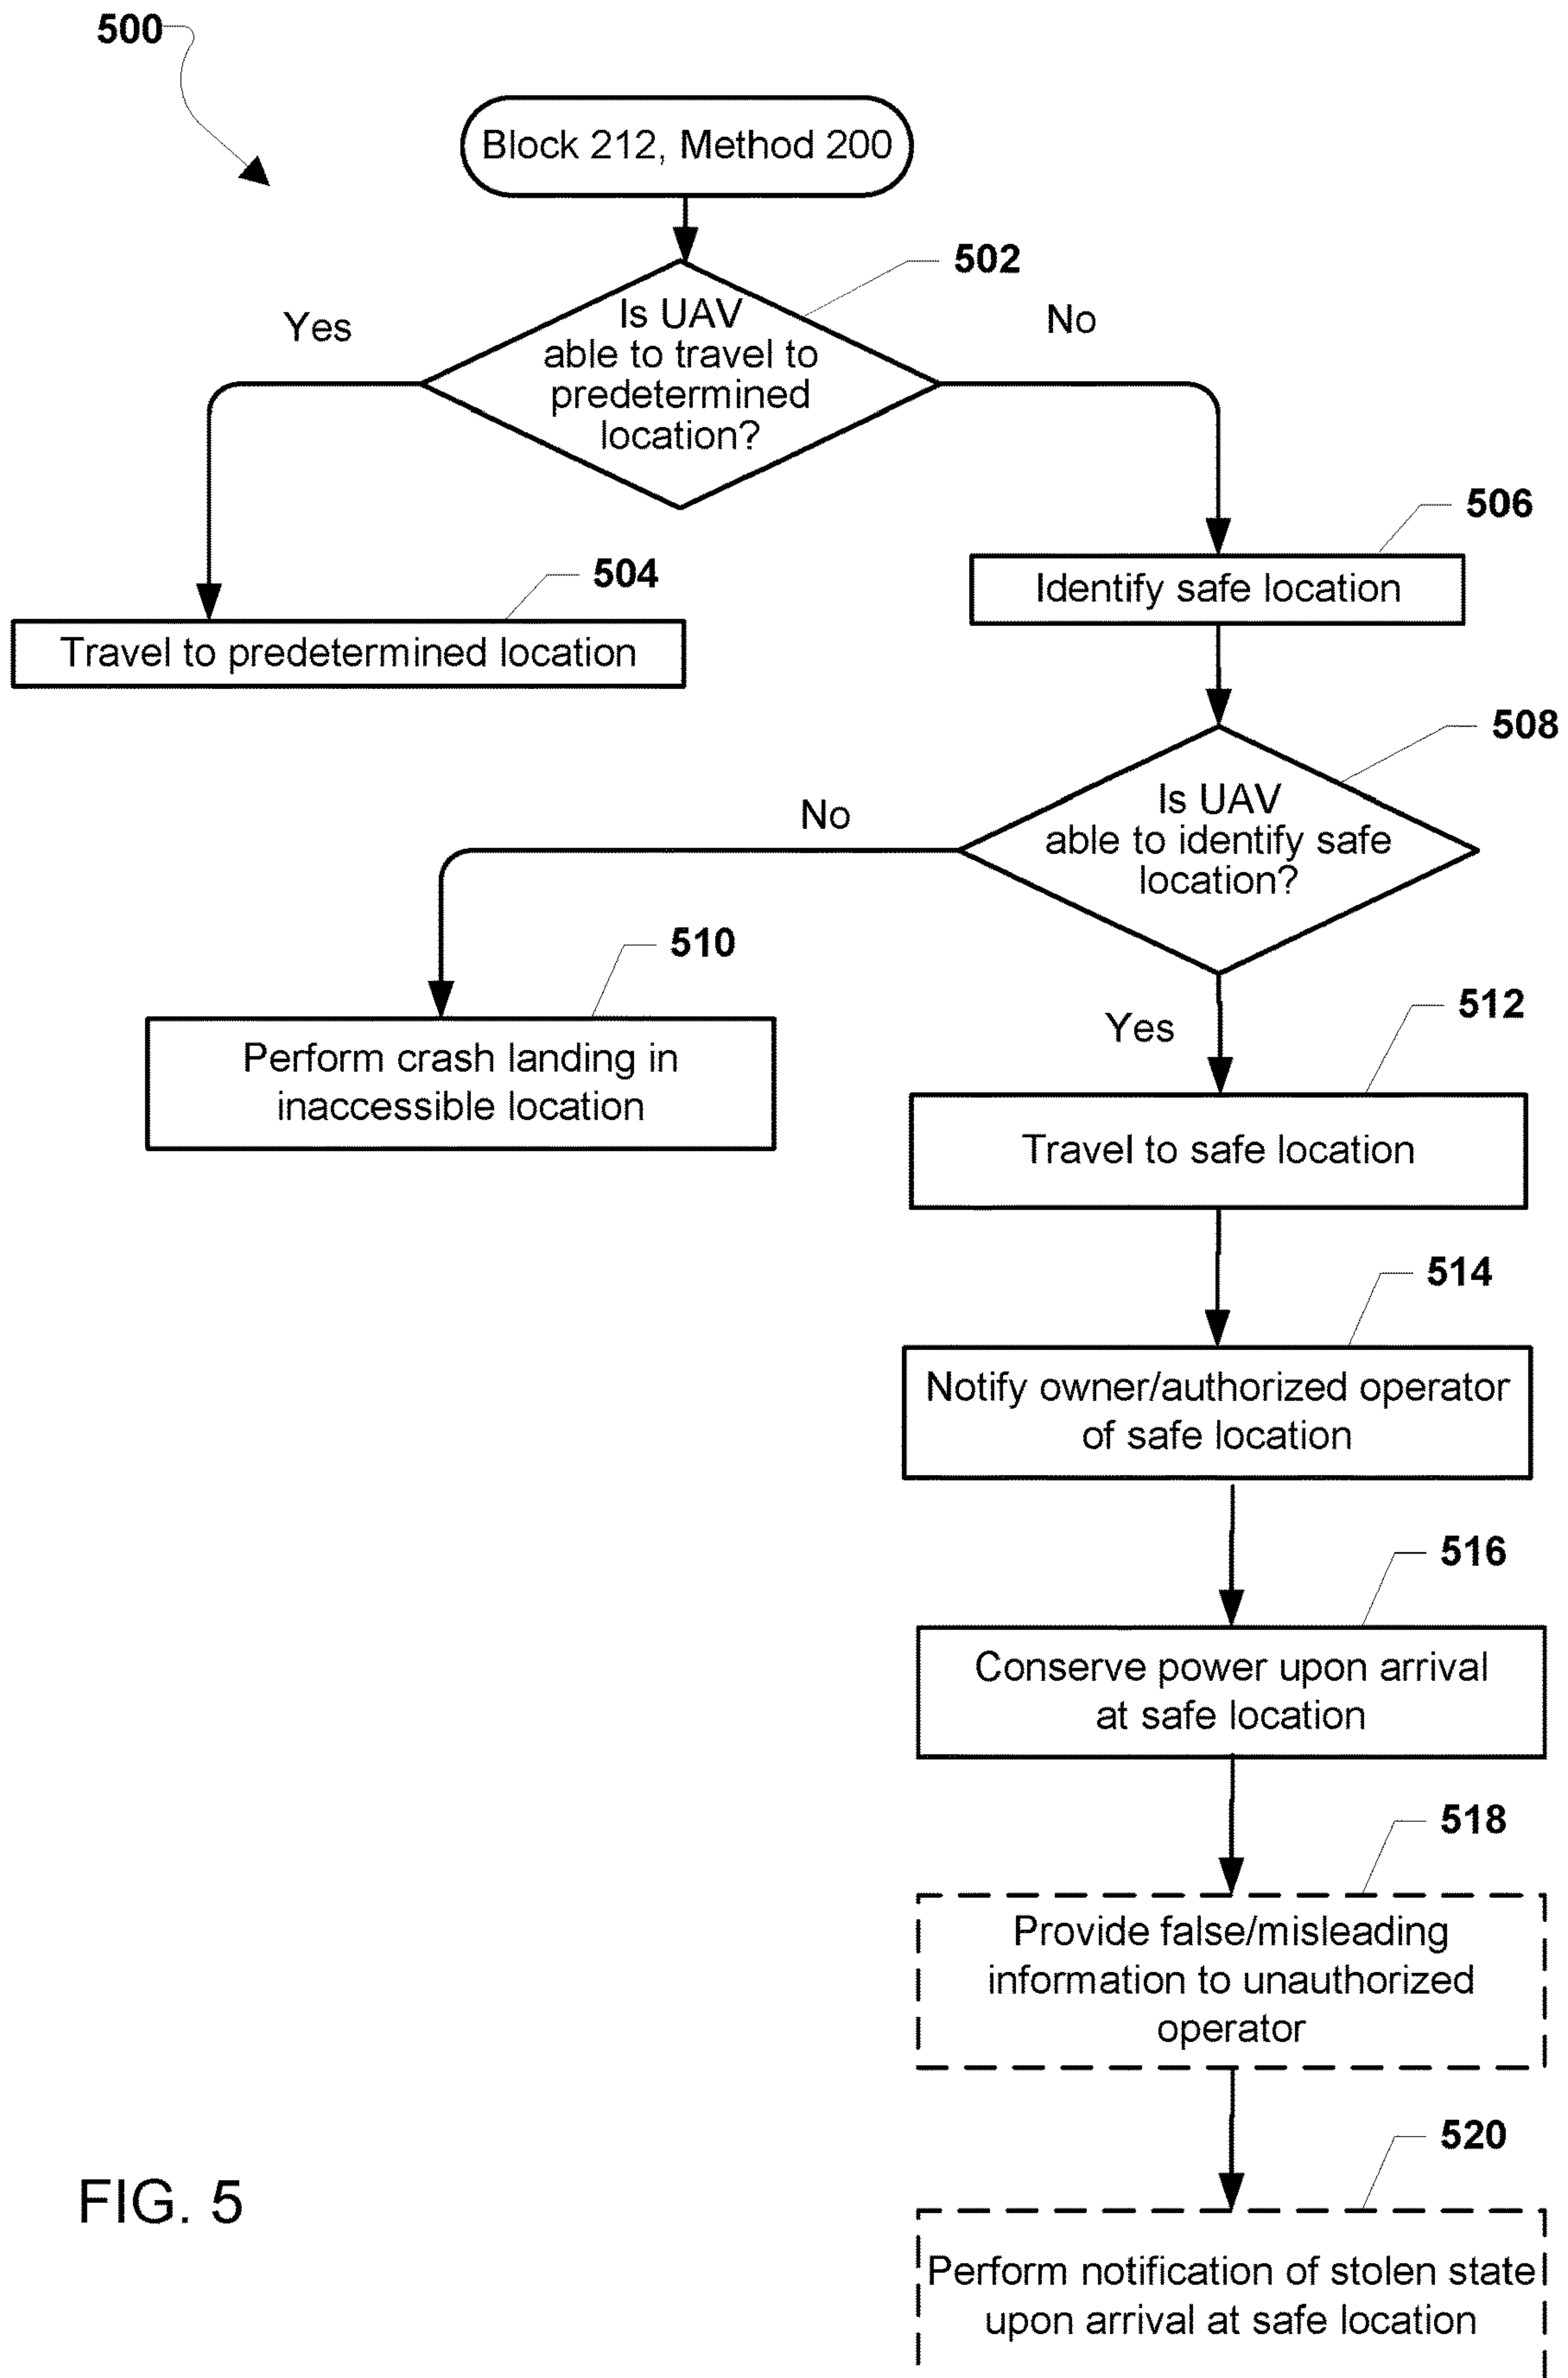 500
Block 212, Method 200
502
Yes
No
Is UAV
able to travel to
predetermined
location?
506
504
Identify safe location
Travel to predetermined location
508
No
Is UAV
able to identify safe
location?
510
512
Yes
Perform crash landing in
inaccessible location
Travel to safe location
514
Notify owner/authorized operator
of safe location
516
Conserve power upon arrival
at safe location
518
Provide false/misleading
information to unauthorized
operator
520
FIG. 5
Perform notification of stolen state
upon arrival at safe location